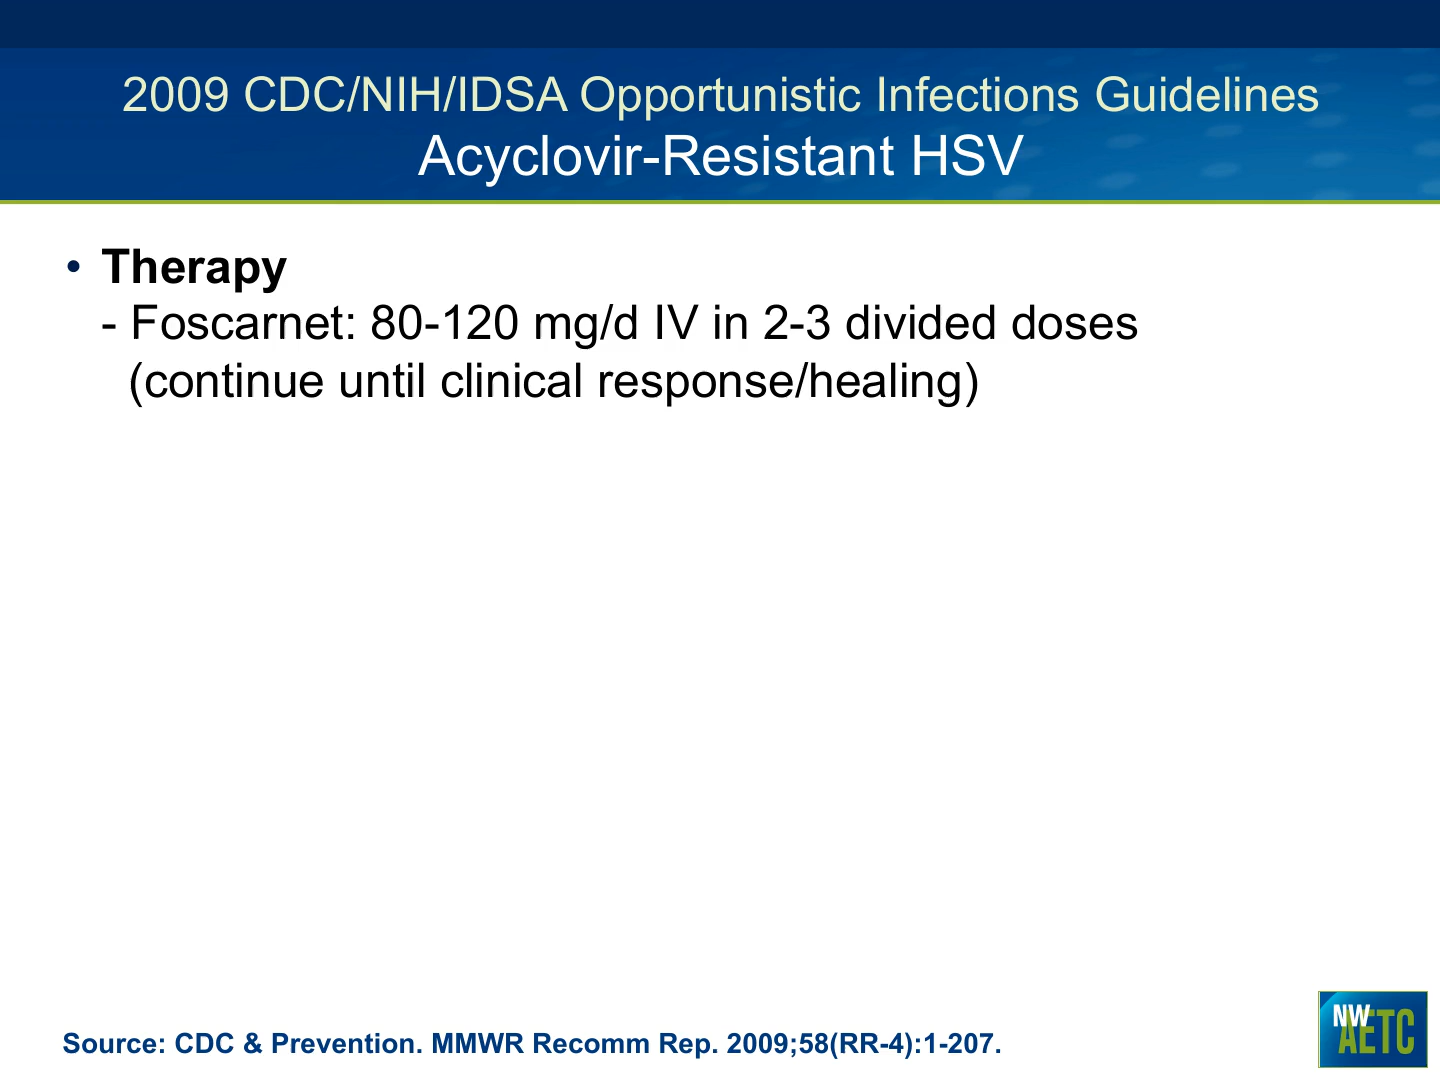 2009 CDC/NIH/IDSA Opportunistic Infections Guidelines
Acyclovir-Resistant HSV
• Therapy
- Foscarnet: 80-120 mg/d IV in 2-3 divided doses
(continue until clinical response/healing)
Source: CDC & Prevention. MMWR Recomm Rep. 2009;58(RR-4):1-207.
NW
AETC